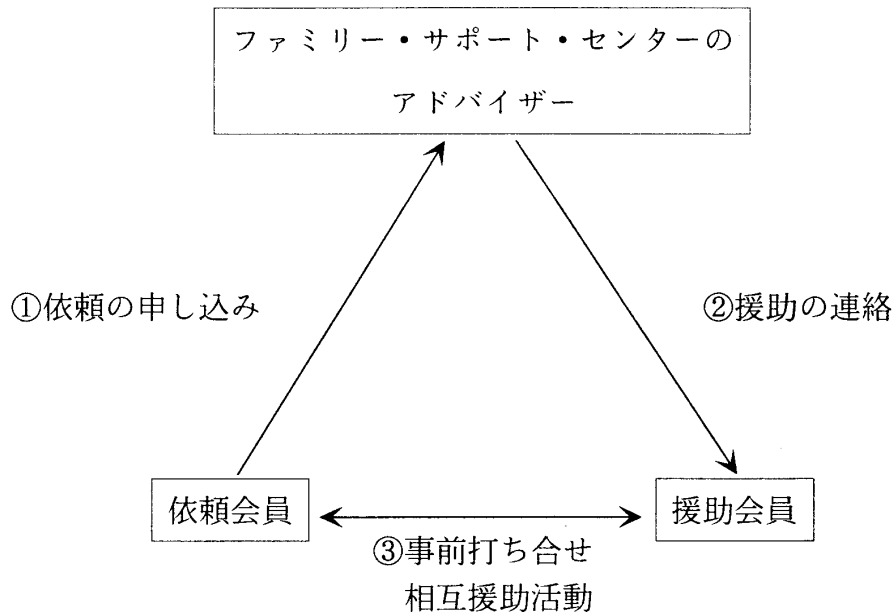 ファミリー・サポート・センターの
アドバイザー
①依頼の申し込み
②援助の連絡
依頼会員
援助会員
③事前打ち合せ
相互援助活動